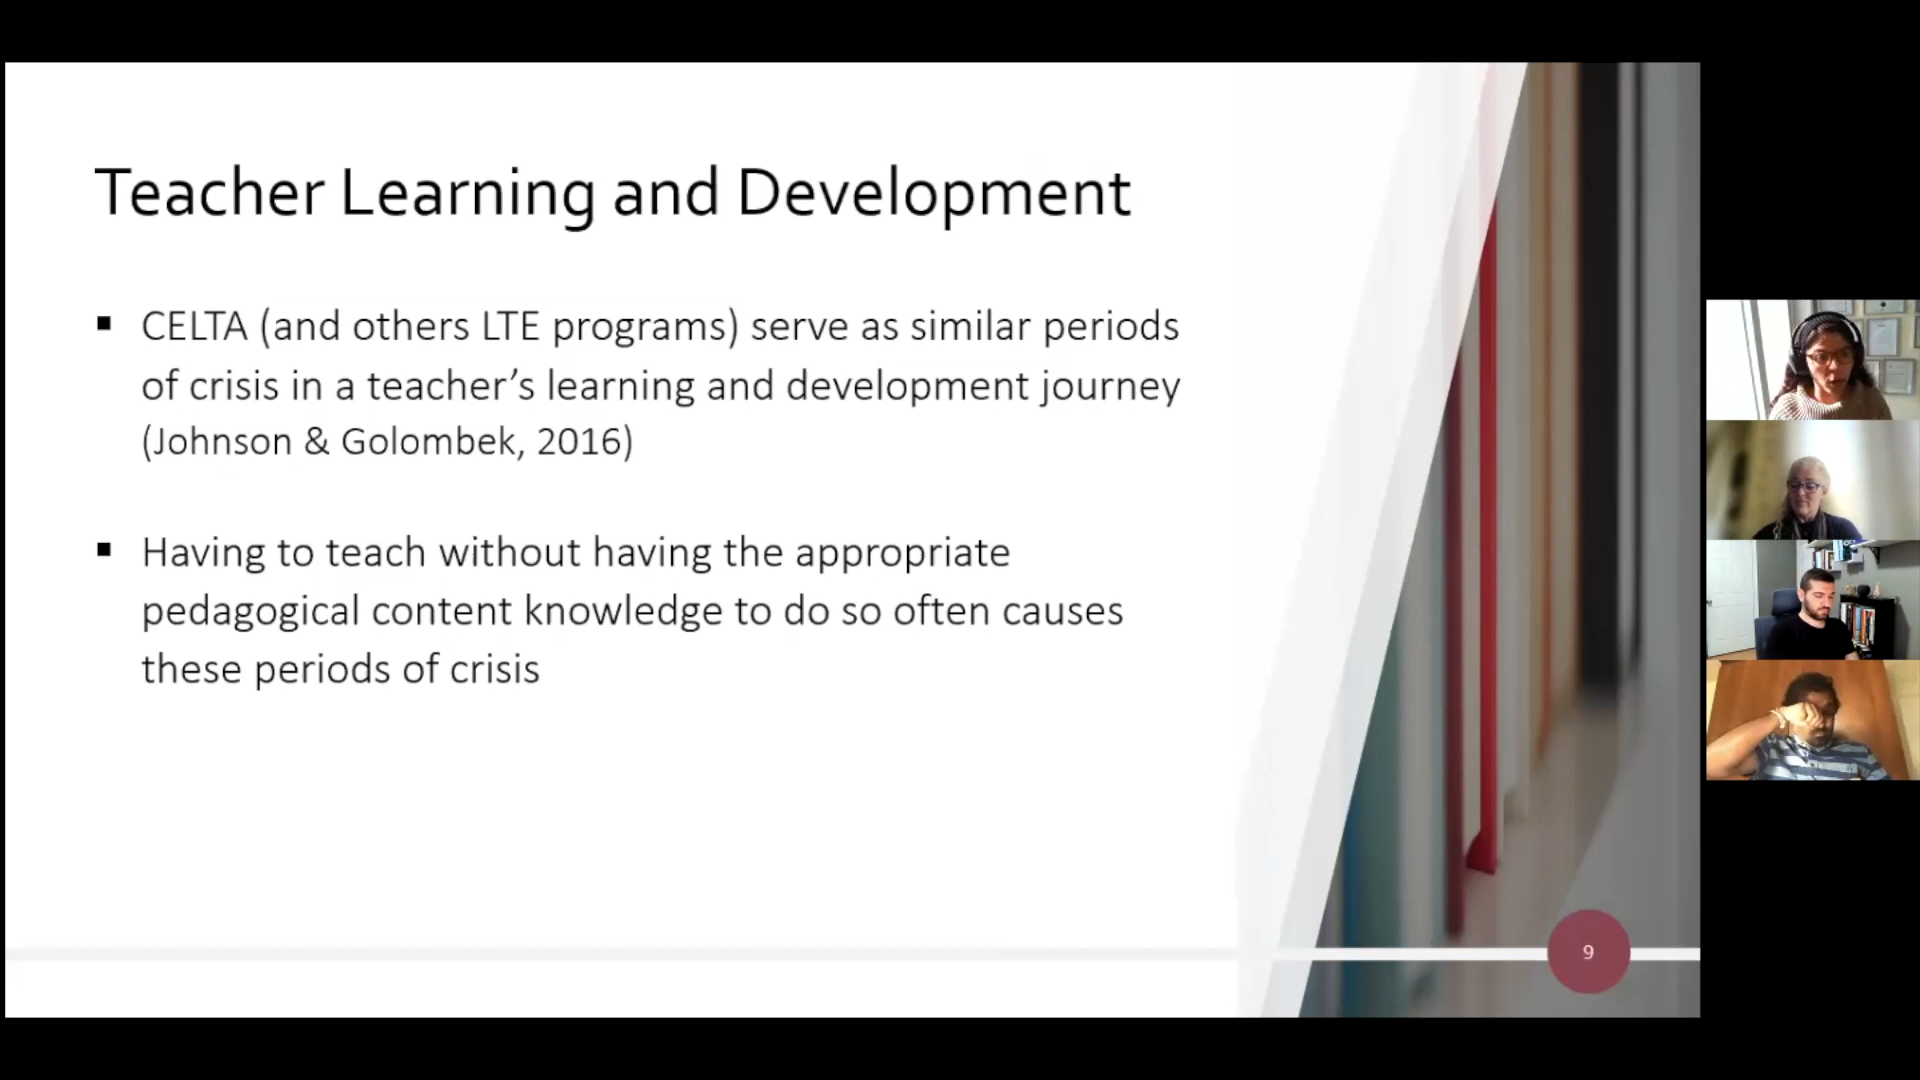 Teacher Learning and Development
▪ CELTA (and others LTE programs) serve as similar periods
of crisis in a teacher’s learning and development journey
(Johnson & Golombek, 2016)
▪ Having to teach without having the appropriate
pedagogical content knowledge to do so often causes
these periods of crisis
9